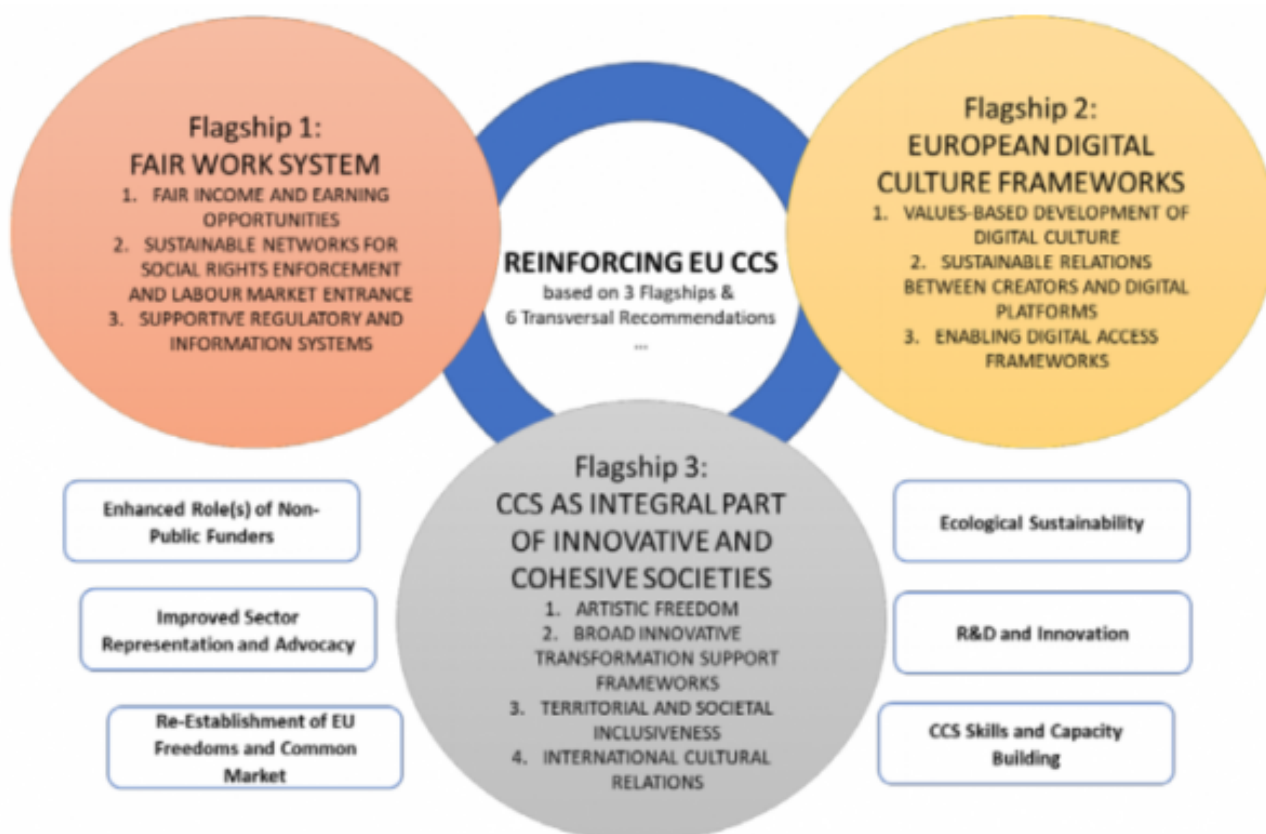 Flagship 1:
FAIR WORK SYSTEM
1. FAIR INCOME AND EARNING
OPPORTUNITIES
2. SUSTAINABLE NETWORKS FOR
SOCIAL RIGHTS ENFORCEMENT
AND LABOUR MARKET ENTRANCE
3. SUPPORTIVE REGULATORY AND
INFORMATION SYSTEMS
REINFORCING EU CCS
based on 3 Flagships &
6 Transversal Recommendations
...
Flagship 2:
EUROPEAN DIGITAL
CULTURE FRAMEWORKS
1. VALUES-BASED DEVELOPMENT OF
DIGITAL CULTURE
2. SUSTAINABLE RELATIONS
BETWEEN CREATORS AND DIGITAL
PLATFORMS
3. ENABLING DIGITAL ACCESS
FRAMEWORKS
Flagship 3:
CCS AS INTEGRAL PART
OF INNOVATIVE AND
COHESIVE SOCIETIES
1. ARTISTIC FREEDOM
2. BROAD INNOVATIVE
TRANSFORMATION SUPPORT
FRAMEWORKS
3. TERRITORIAL AND SOCIETAL
INCLUSIVENESS
4. INTERNATIONAL CULTURAL
RELATIONS
Enhanced Role(s) of Non-
Public Funders
Improved Sector
Representation and Advocacy
Re-Establishment of EU
Freedoms and Common
Market
Ecological Sustainability
R&D and Innovation
CCS Skills and Capacity
Building